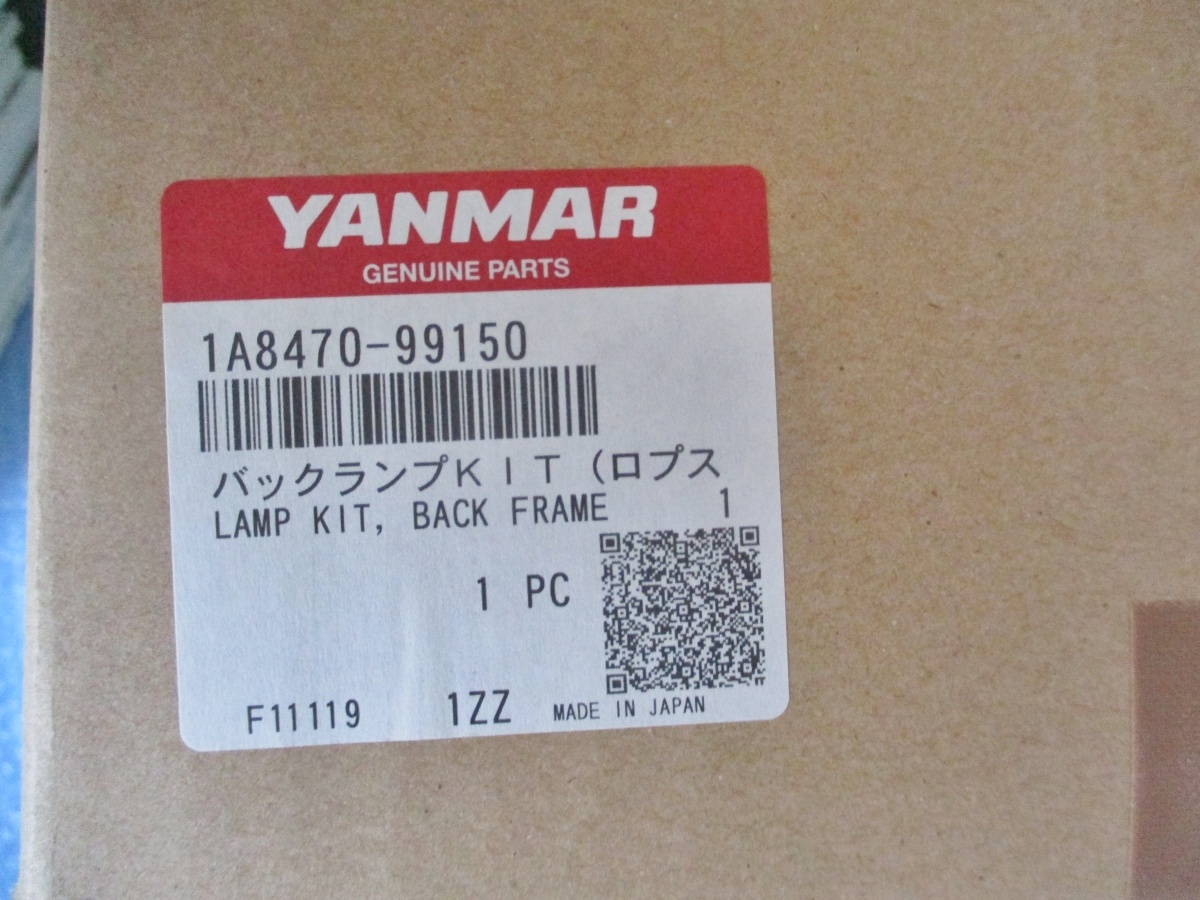 YANMAR
GENUINE PARTS
1A8470-99150
バックランプKIT(ロプス
LAMP KIT, BACK FRAME 1
1 PC
F11119 1ZZ MADE IN JAPAN